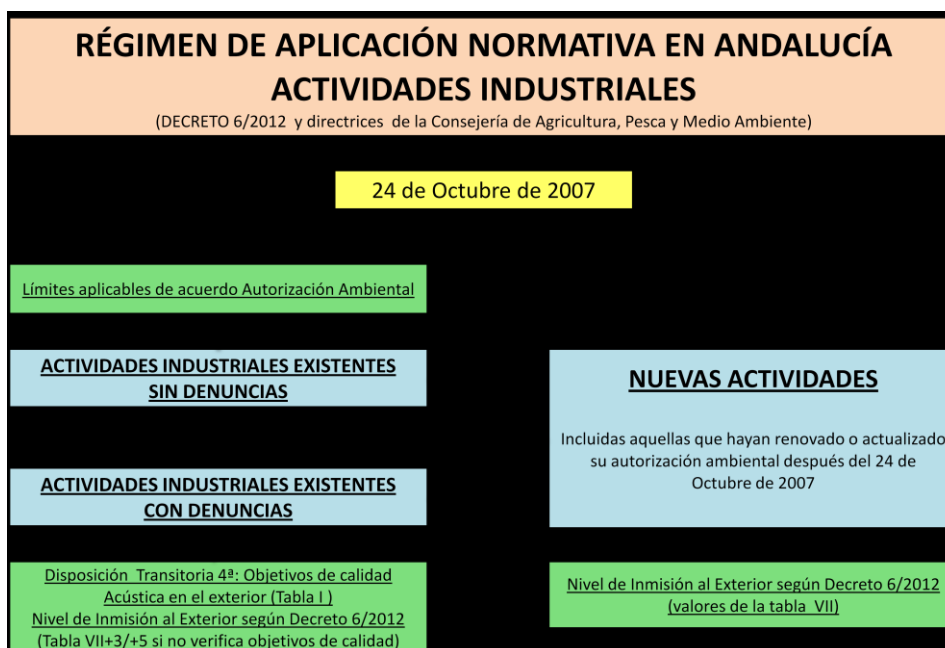 RÉGIMEN DE APLICACIÓN NORMATIVA EN ANDALUCÍA
ACTIVIDADES INDUSTRIALES
(DECRETO 6/2012 y directrices de la Consejería de Agricultura, Pesca y Medio Ambiente)
24 de Octubre de 2007
Límites aplicables de acuerdo Autorización Ambiental
ACTIVIDADES INDUSTRIALES EXISTENTES
SIN DENUNCIAS
ACTIVIDADES INDUSTRIALES EXISTENTES
CON DENUNCIAS
Disposición Transitoria 4ª: Objetivos de calidad
Acústica en el exterior (Tabla I )
Nivel de Inmisión al Exterior según Decreto 6/2012
(Tabla VII+3/+5 si no verifica objetivos de calidad)
NUEVAS ACTIVIDADES
Incluidas aquellas que hayan renovado o actualizado
su autorización ambiental después del 24 de
Octubre de 2007
Nivel de Inmisión al Exterior según Decreto 6/2012
(valores de la tabla VII)